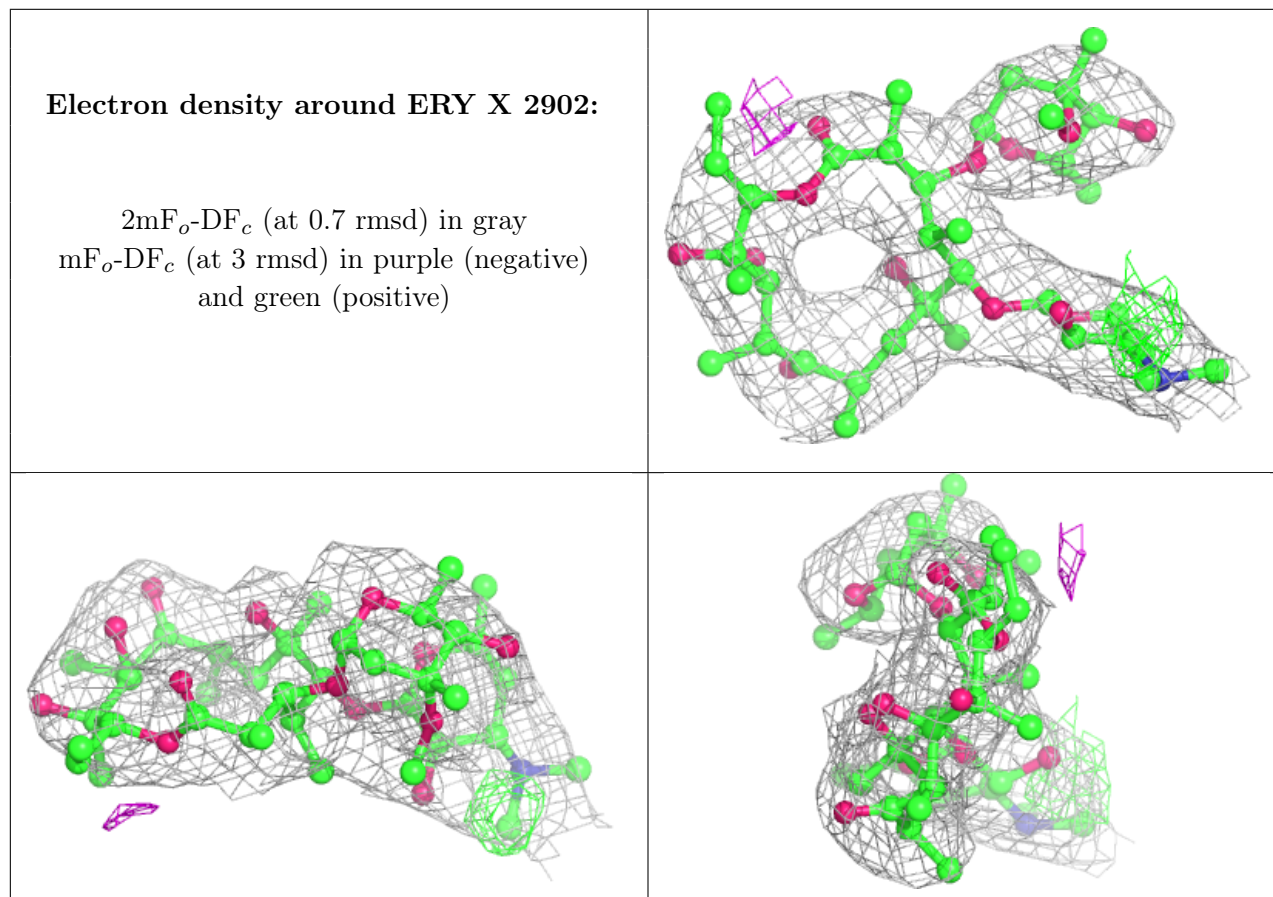 Electron density around ERY X 2902:
2mFo-DFc (at 0.7 rmsd) in gray
mFo-DFc (at 3 rmsd) in purple (negative)
and green (positive)